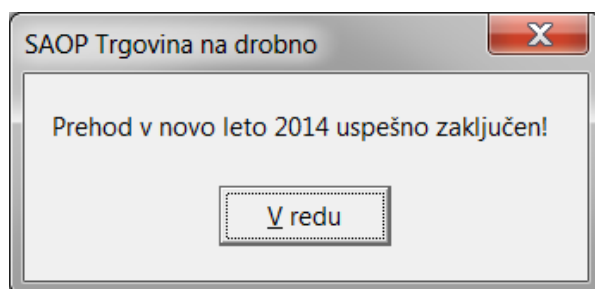 SAOP Trgovina na drobno
Prehod v novo leto 2014 uspešno zaključen!
V redu